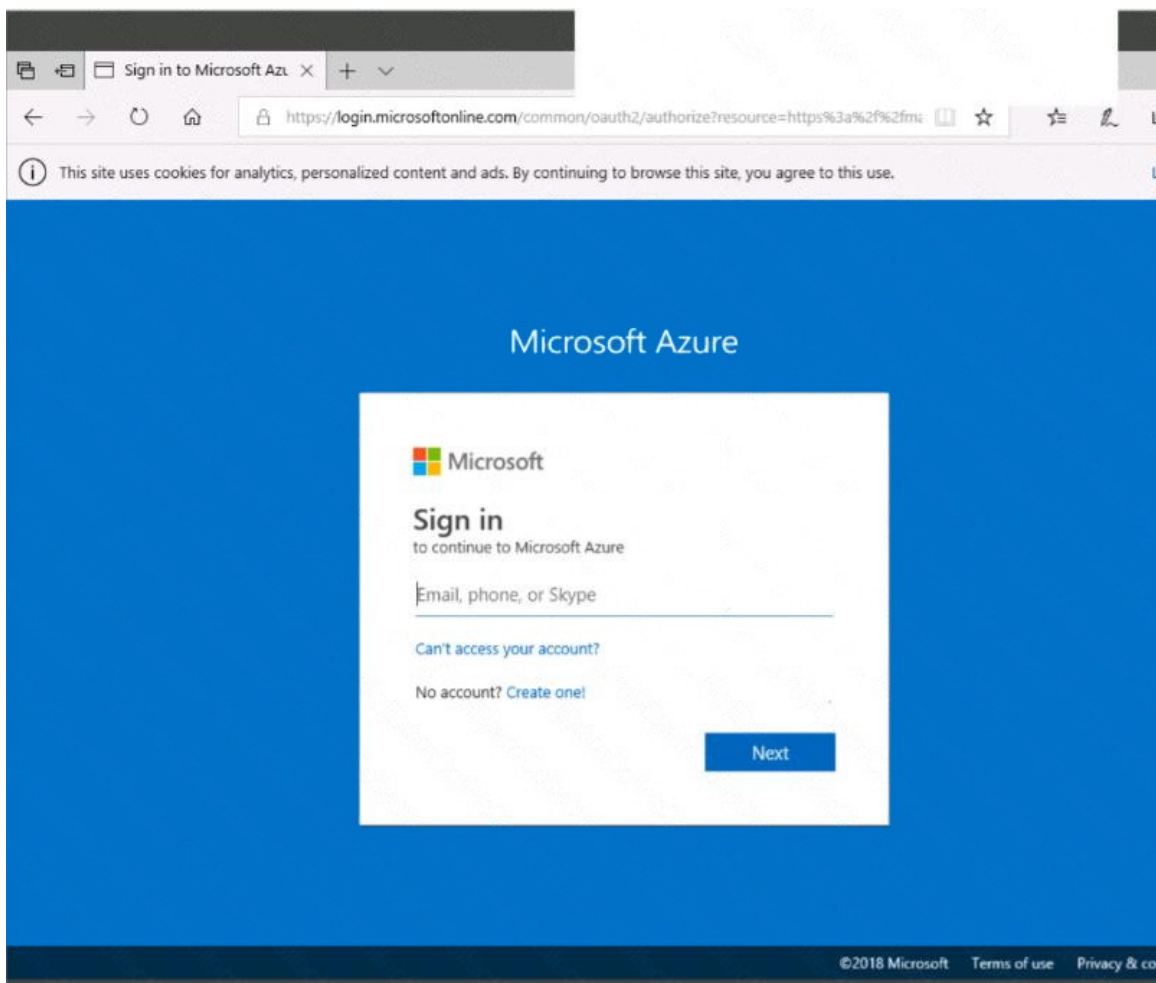 Sign in to Microsoft Azu
https://login.microsoftonline.com/common/oauth2/authorize?resource=https%3a%2f%2fma
This site uses cookies for analytics, personalized content and ads. By continuing to browse this site, you agree to this use.
Microsoft Azure
Microsoft
Sign in
to continue to Microsoft Azure
Email, phone, or Skype
Can't access your account?
No account? Create one!
Next
©2018 Microsoft Terms of use Privacy & co